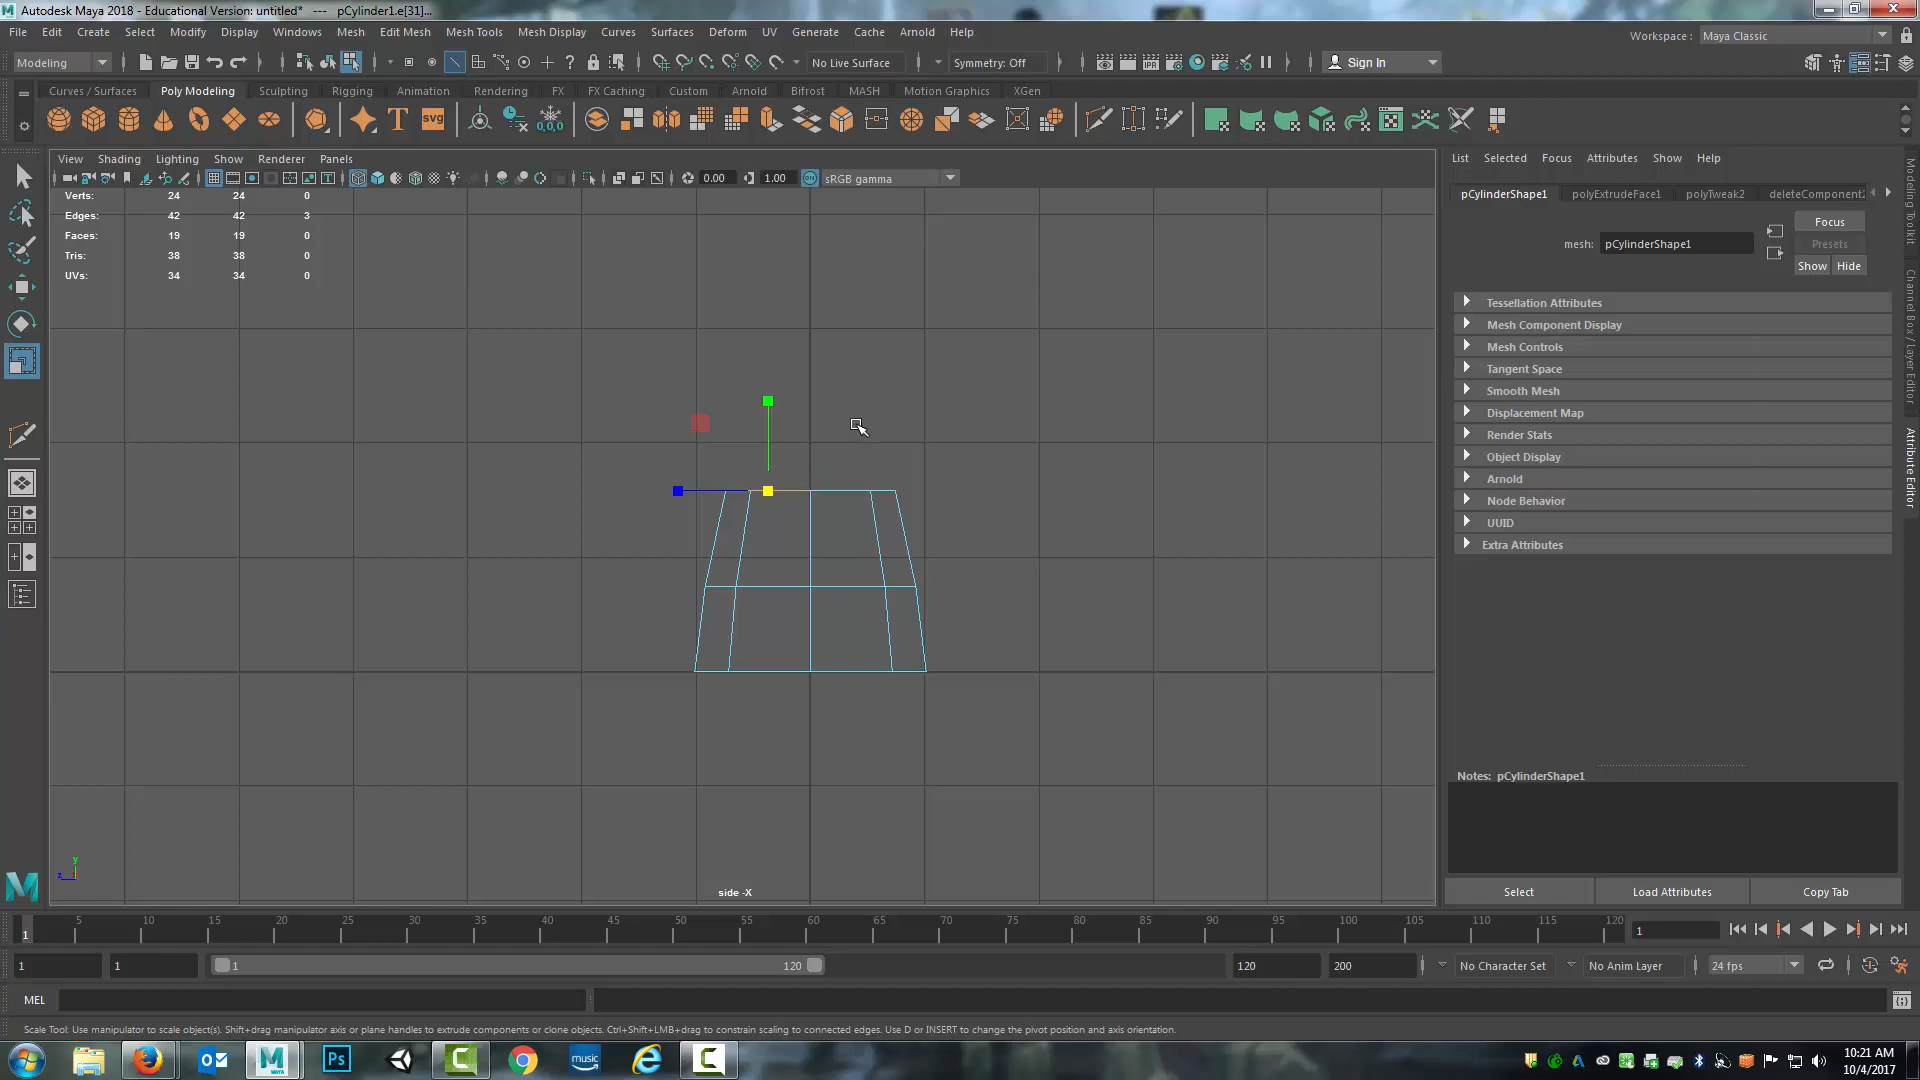 Autodesk Maya 2018 - Educational Version: untitled*   ---   pCylinder1.e[31]...
File Edit Create Select Modify Display Windows Mesh Edit Mesh Mesh Tools Mesh Display Curves Surfaces Deform UV Generate Cache Arnold Help
Workspace : Maya Classic
Modeling No Live Surface Symmetry: Off Sign In
Curves / Surfaces Poly Modeling Sculpting Rigging Animation Rendering FX FX Caching Custom Arnold Bifrost MASH Motion Graphics XGen
T svg 0,0,0
View Shading Lighting Show Renderer Panels
0.00 1.00 sRGB gamma
Verts: 24 24 0
Edges: 42 42 3
Faces: 19 19 0
Tris: 38 38 0
UVs: 34 34 0
y
z
side -X
List Selected Focus Attributes Show Help
pCylinderShape1 polyExtrudeFace1 polyTweak2 deleteComponent2
Focus
mesh: pCylinderShape1
Presets
Show Hide
Tessellation Attributes
Mesh Component Display
Mesh Controls
Tangent Space
Smooth Mesh
Displacement Map
Render Stats
Object Display
Arnold
Node Behavior
UUID
Extra Attributes
Notes: pCylinderShape1
Select Load Attributes Copy Tab
Modeling Toolkit
Channel Box / Layer Editor
Attribute Editor
5 10 15 20 25 30 35 40 45 50 55 60 65 70 75 80 85 90 95 100 105 110 115 120
1 1
1 1 1 120 120 200 No Character Set No Anim Layer 24 fps
MEL
Scale Tool: Use manipulator to scale object(s). Shift+drag manipulator axis or plane handles to extrude components or clone objects. Ctrl+Shift+LMB+drag to constrain scaling to connected edges. Use D or INSERT to change the pivot position and axis orientation.
MAYA Ps music
10:21 AM
10/4/2017